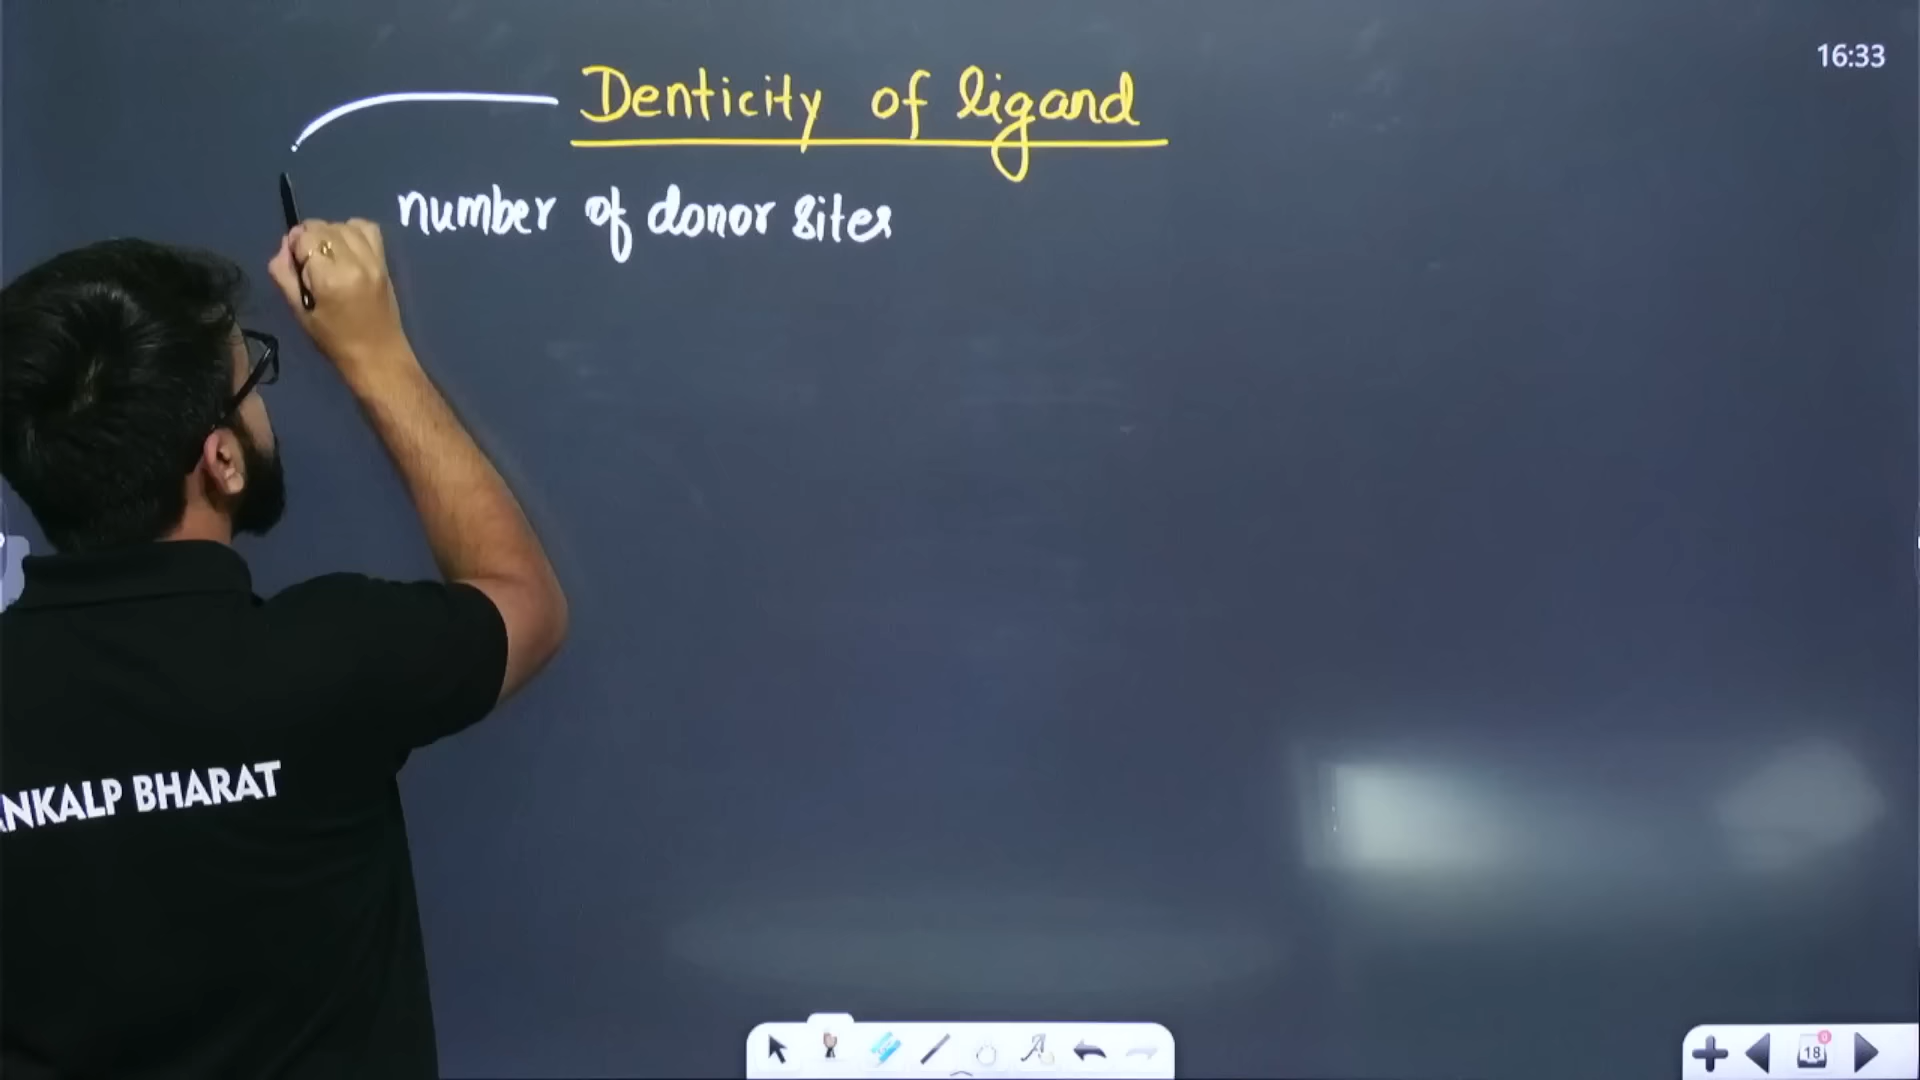 16:33
Denticity of ligand
number of donor sites
NKALP BHARAT
18